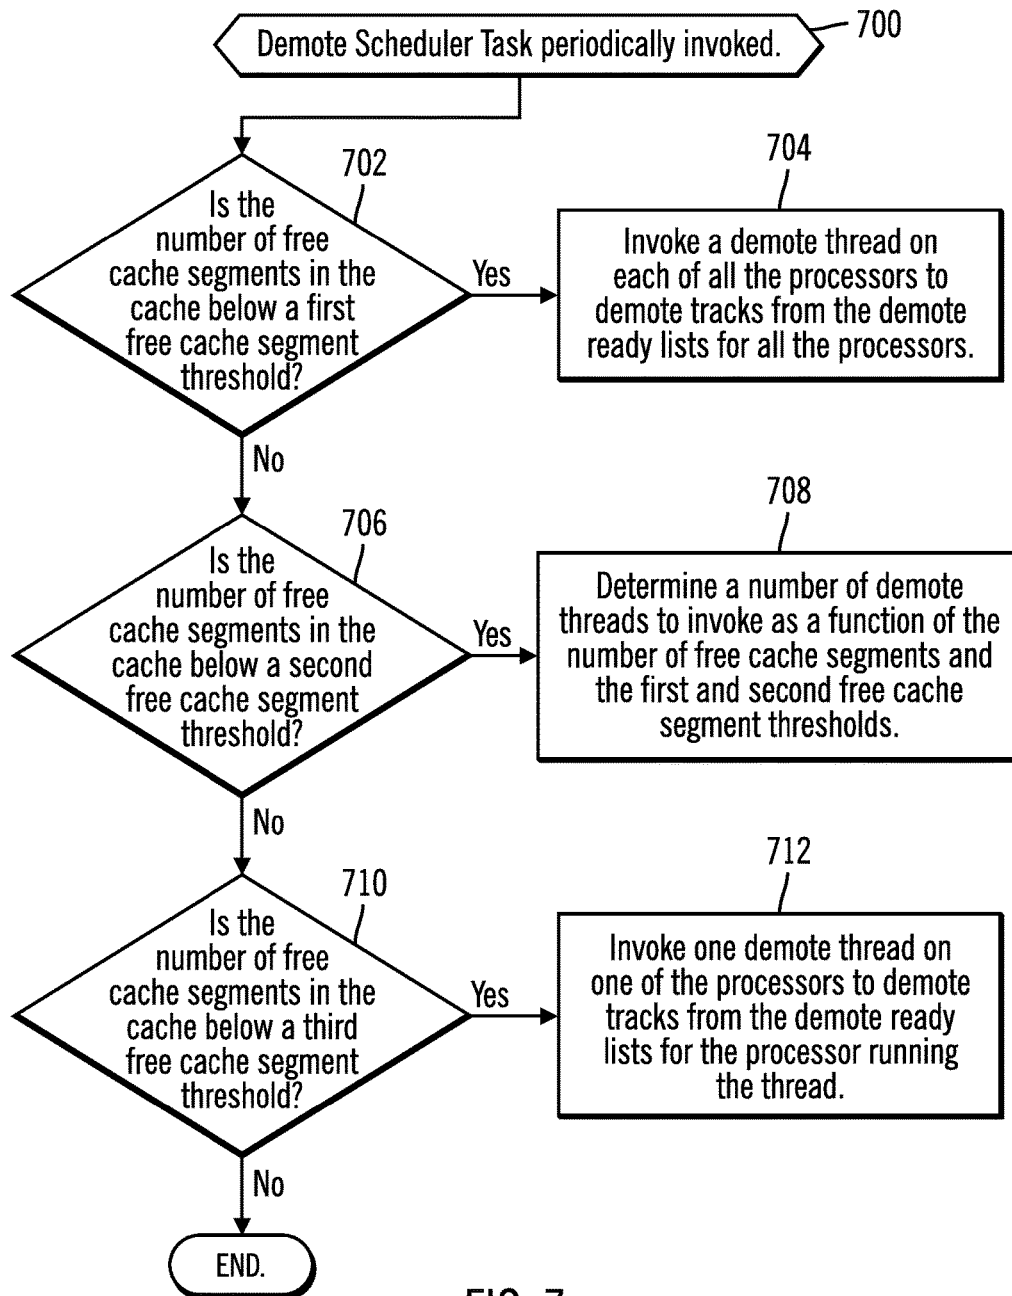 Demote Scheduler Task periodically invoked.
700
702
Is the
number of free
cache segments in the
cache below a first
free cache segment
threshold?
Yes
704
Invoke a demote thread on
each of all the processors to
demote tracks from the demote
ready lists for all the processors.
No
706
Is the
number of free
cache segments in the
cache below a second
free cache segment
threshold?
Yes
708
Determine a number of demote
threads to invoke as a function of the
number of free cache segments and
the first and second free cache
segment thresholds.
No
710
Is the
number of free
cache segments in the
cache below a third
free cache segment
threshold?
Yes
712
Invoke one demote thread on
one of the processors to demote
tracks from the demote ready
lists for the processor running
the thread.
No
END.
FIG. 7